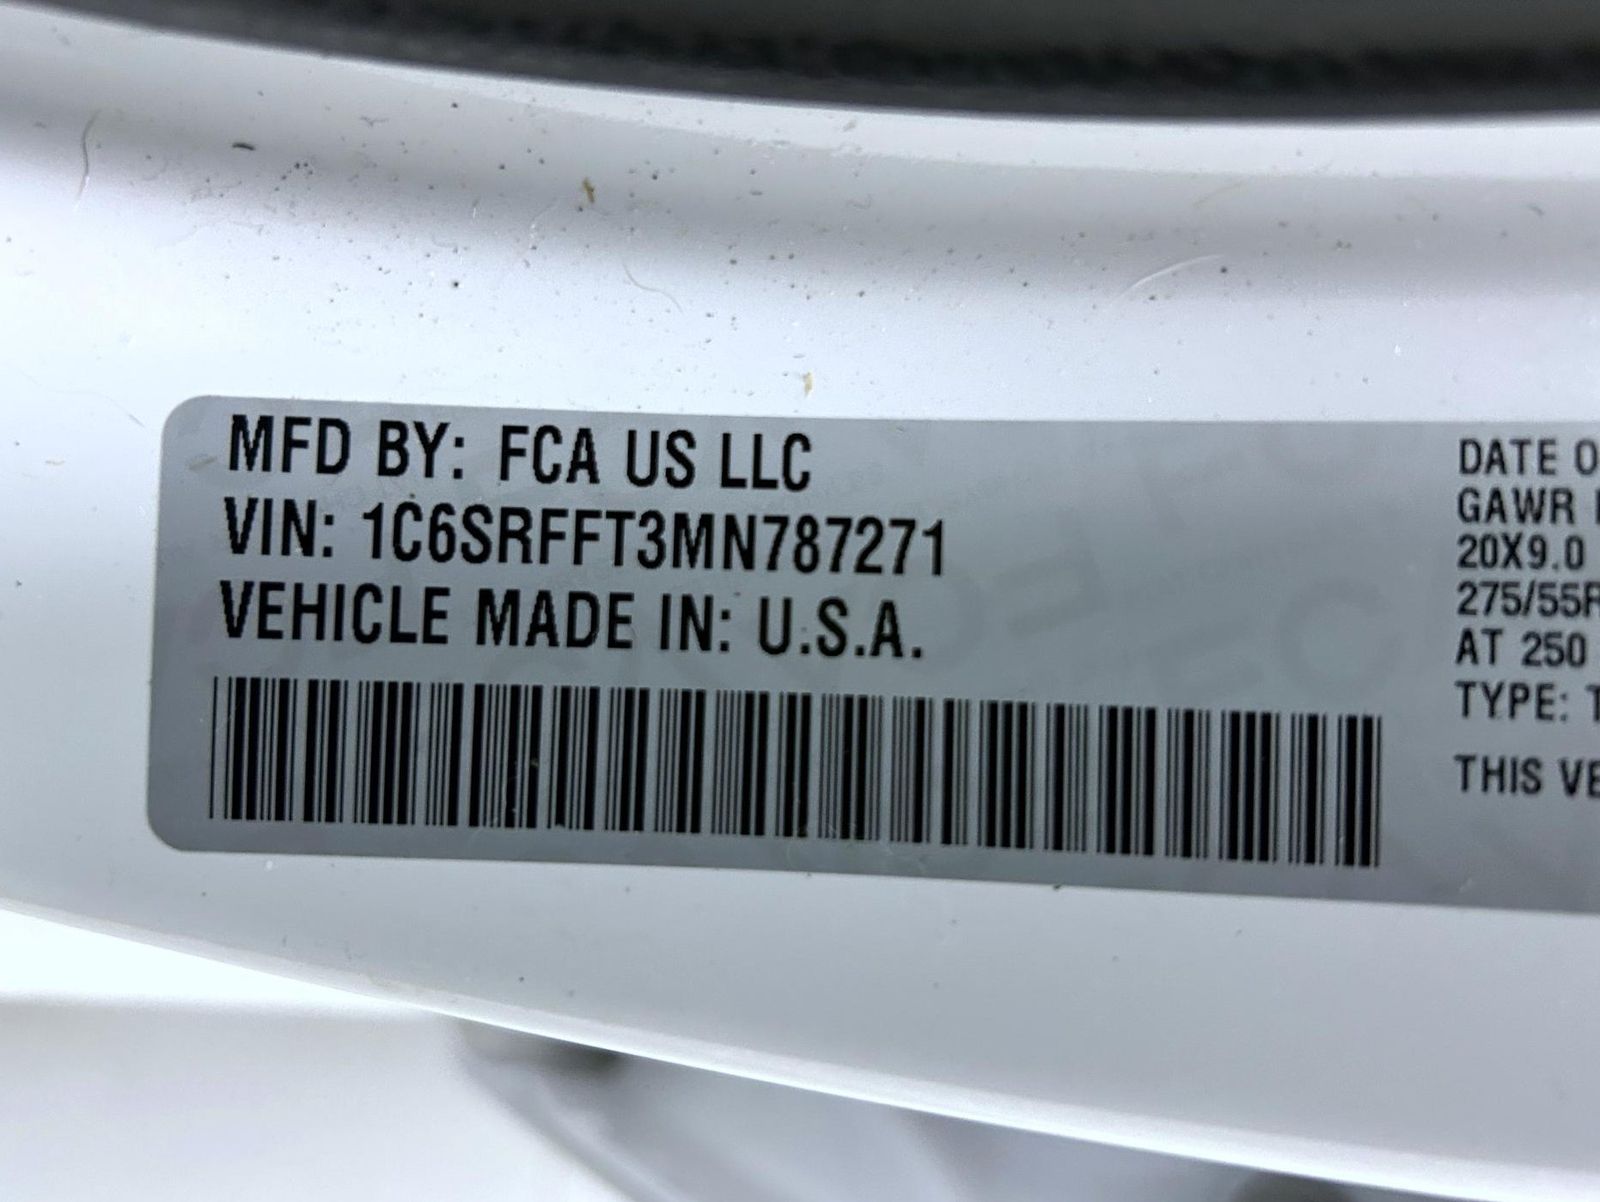 MFD BY: FCA US LLC
VIN: 1C6SRFFT3MN787271
VEHICLE MADE IN: U.S.A.
DATE O
GAWR
20X9.0
275/55R
AT 250
TYPE: T
THIS VE